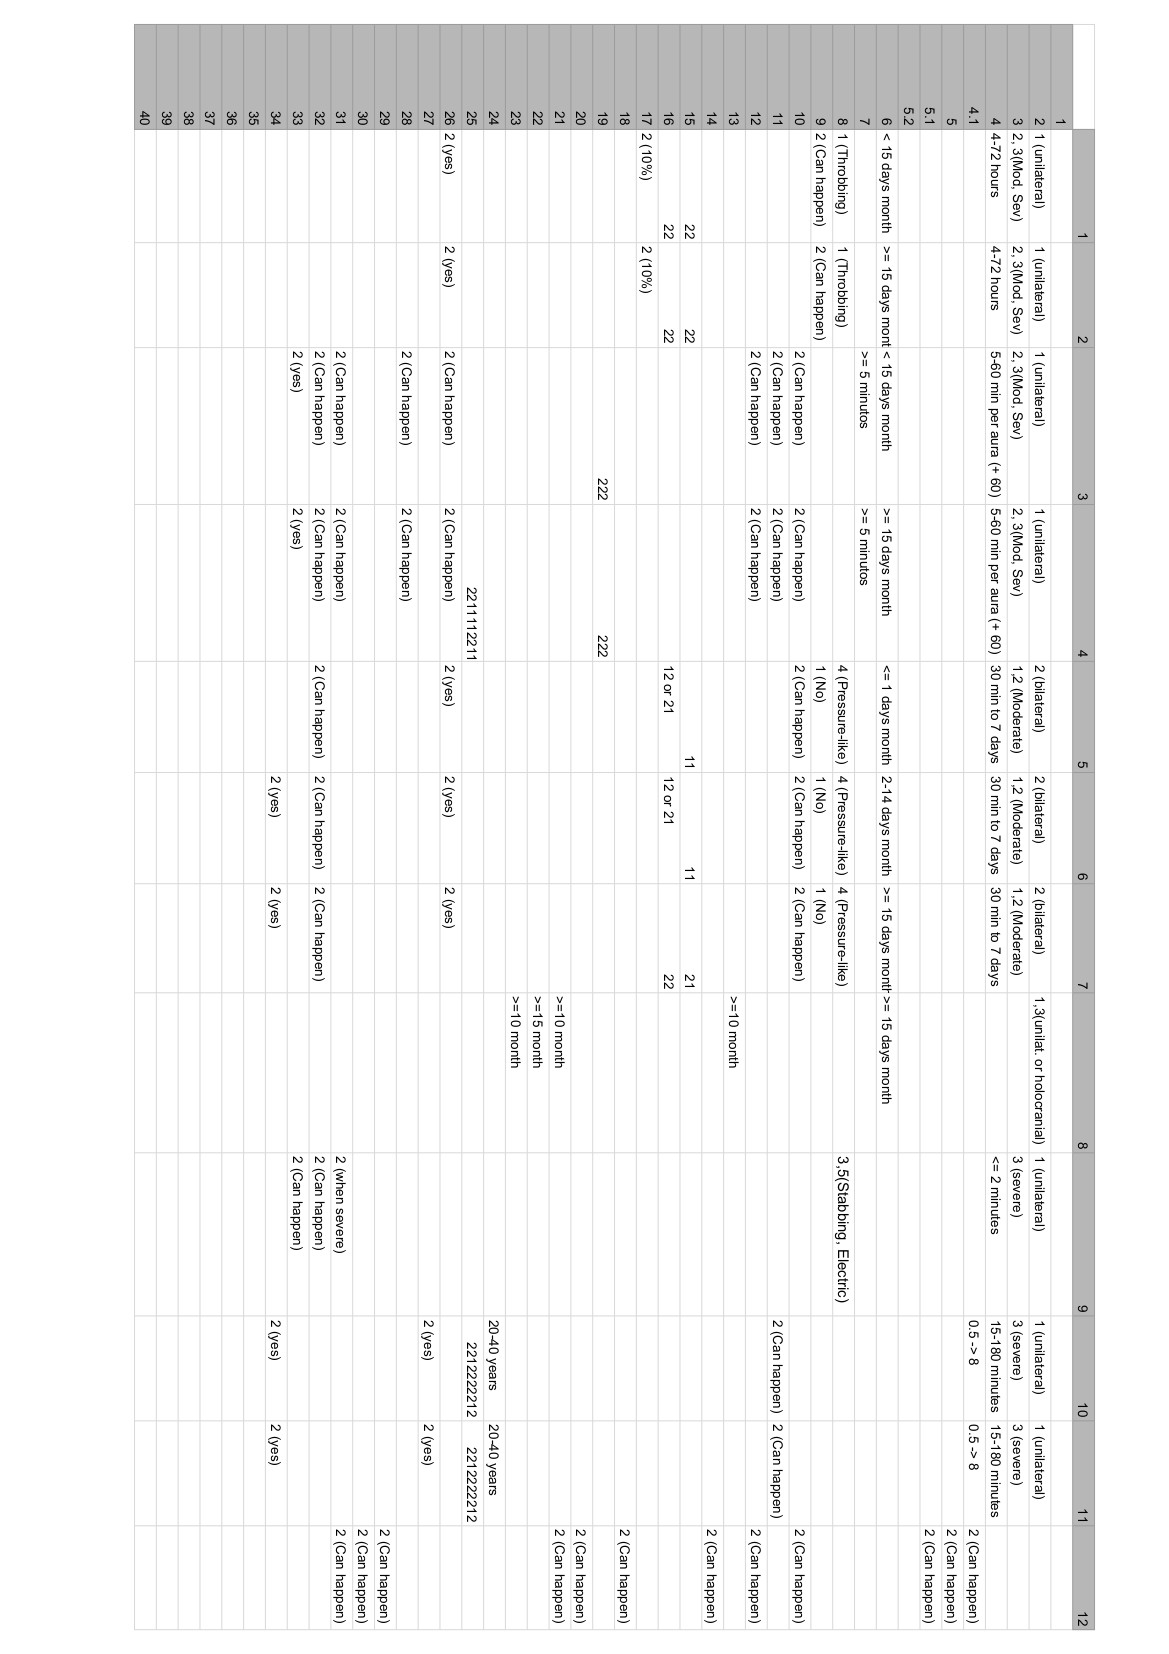 1 2 3 4 5 6 7 8 9 10 11 12
1
2 1 (unilateral) 1 (unilateral) 1 (unilateral) 1 (unilateral) 2 (bilateral) 2 (bilateral) 2 (bilateral) 1,3(unilat. or holocranial) 1 (unilateral) 1 (unilateral) 1 (unilateral)
3 2, 3(Mod, Sev) 2, 3(Mod, Sev) 2, 3(Mod, Sev) 2, 3(Mod, Sev) 1,2 (Moderate) 1,2 (Moderate) 1,2 (Moderate) 3 (severe) 3 (severe) 3 (severe)
4 4-72 hours 4-72 hours 5-60 min per aura (+ 60) 5-60 min per aura (+ 60) 30 min to 7 days 30 min to 7 days 30 min to 7 days <= 2 minutes 15-180 minutes 15-180 minutes
4.1 0.5 -> 8 0.5 -> 8 2 (Can happen)
5 2 (Can happen)
5.1 2 (Can happen)
5.2
6 < 15 days month >= 15 days mont < 15 days month >= 15 days month <= 1 days month 2-14 days month >= 15 days month >= 15 days month
7 >= 5 minutos >= 5 minutos
8 1 (Throbbing) 1 (Throbbing) 4 (Pressure-like) 4 (Pressure-like) 4 (Pressure-like) 3,5(Stabbing, Electric)
9 2 (Can happen) 2 (Can happen) 1 (No) 1 (No) 1 (No)
10 2 (Can happen) 2 (Can happen) 2 (Can happen) 2 (Can happen) 2 (Can happen) 2 (Can happen)
11 2 (Can happen) 2 (Can happen) 2 (Can happen) 2 (Can happen)
12 2 (Can happen) 2 (Can happen) 2 (Can happen)
13 >=10 month
14 2 (Can happen)
15 22 22 11 11 21
16 22 22 12 or 21 12 or 21 22
17 2 (10%) 2 (10%)
18 2 (Can happen)
19 222 222
20 2 (Can happen)
21 >=10 month 2 (Can happen)
22 >=15 month
23 >=10 month
24 20-40 years 20-40 years
25 2211112211 2212222212 2212222212
26 2 (yes) 2 (yes) 2 (Can happen) 2 (Can happen) 2 (yes) 2 (yes) 2 (yes)
27 2 (yes) 2 (yes)
28 2 (Can happen) 2 (Can happen)
29 2 (Can happen)
30 2 (Can happen)
31 2 (Can happen) 2 (Can happen) 2 (when severe) 2 (Can happen)
32 2 (Can happen) 2 (Can happen) 2 (Can happen) 2 (Can happen) 2 (Can happen) 2 (Can happen)
33 2 (yes) 2 (yes) 2 (Can happen)
34 2 (yes) 2 (yes) 2 (yes) 2 (yes)
35
36
37
38
39
40